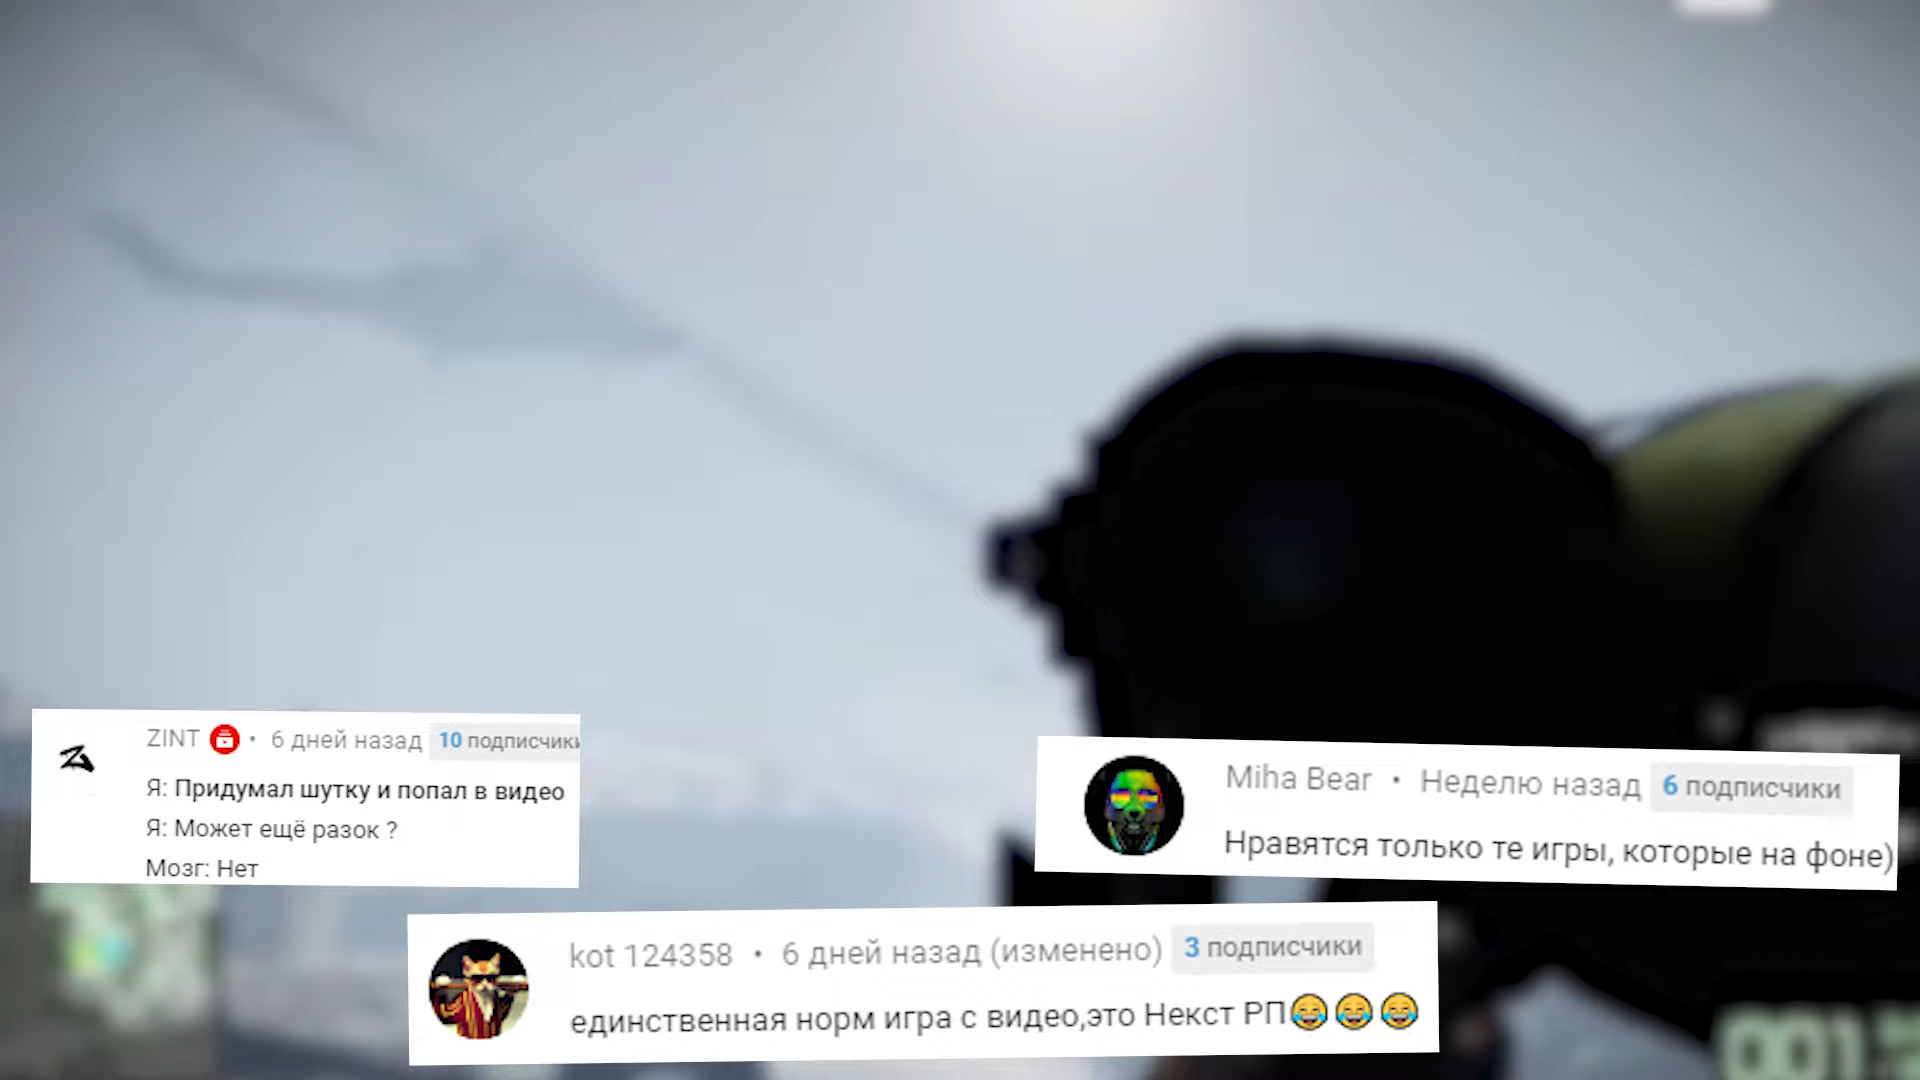 ZINT • 6 дней назад 10 подписчики
Я: Придумал шутку и попал в видео
Я: Может ещё разок ?
Мозг: Нет
Miha Bear • Неделю назад 6 подписчики
Нравятся только те игры, которые на фоне)
kot 124358 • 6 дней назад (изменено) 3 подписчики
единственная норм игра с видео,это Некст РП😂😂😂